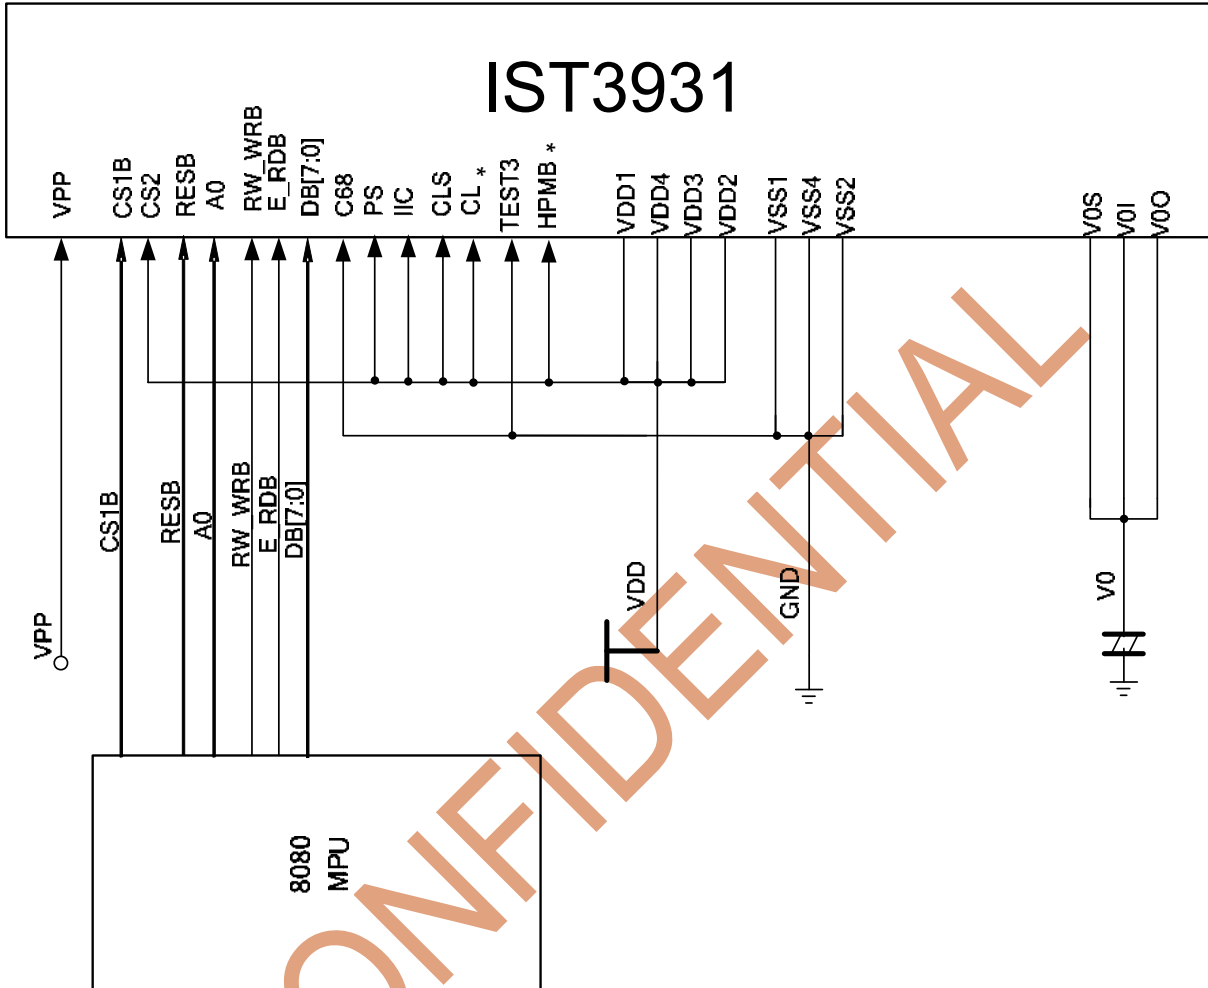 IST3931
VPP
CS1B
CS2
RESB
A0
RW_WRB
E_RDB
DB[7:0]
C68
PS
IIC
CLS
CL *
TEST3
HPMB *
VDD1
VDD4
VDD3
VDD2
VSS1
VSS4
VSS2
V0S
V0I
V0O
CS1B
RESB
A0
RW_WRB
E_RDB
DB[7:0]
VPP
VDD
GND
V0
8080
MPU
ONFIDENTIAL